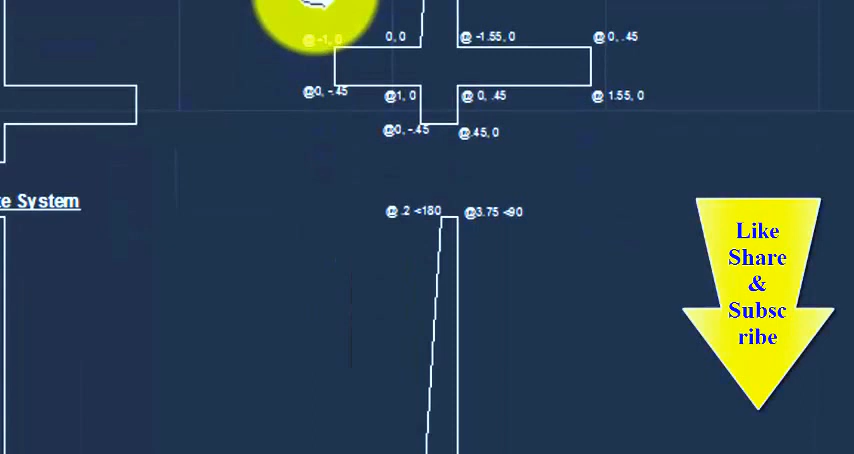 @ -1, 0
0, 0
@ -1.55, 0
@ 0, .45
@0, -.45
@1, 0
@ 0, .45
@ 1.55, 0
@0, -.45
@.45, 0
te System
@ .2 <180
@3.75 <90
Like
Share
&
Subsc
ribe